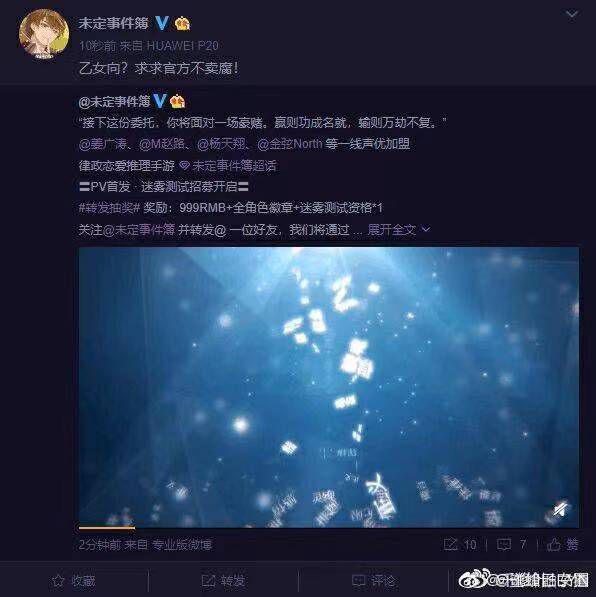 未定事件簿
10秒前 来自 HUAWEI P20
乙女向？求求官方不卖腐！
@未定事件簿
“接下这份委托，你将面对一场豪赌。赢则功成名就，输则万劫不复。”
@姜广涛、@M赵路、@杨天翔、@金弦North 等一线声优加盟
律政恋爱推理手游 未定事件簿超话
〓PV首发 · 迷雾测试招募开启〓
#转发抽奖# 奖励：999RMB+全角色徽章+迷雾测试资格*1
关注@未定事件簿 并转发@ 一位好友，我们将通过 ... 展开全文
2分钟前 来自 专业版微博
10 7 赞
收藏 转发 评论